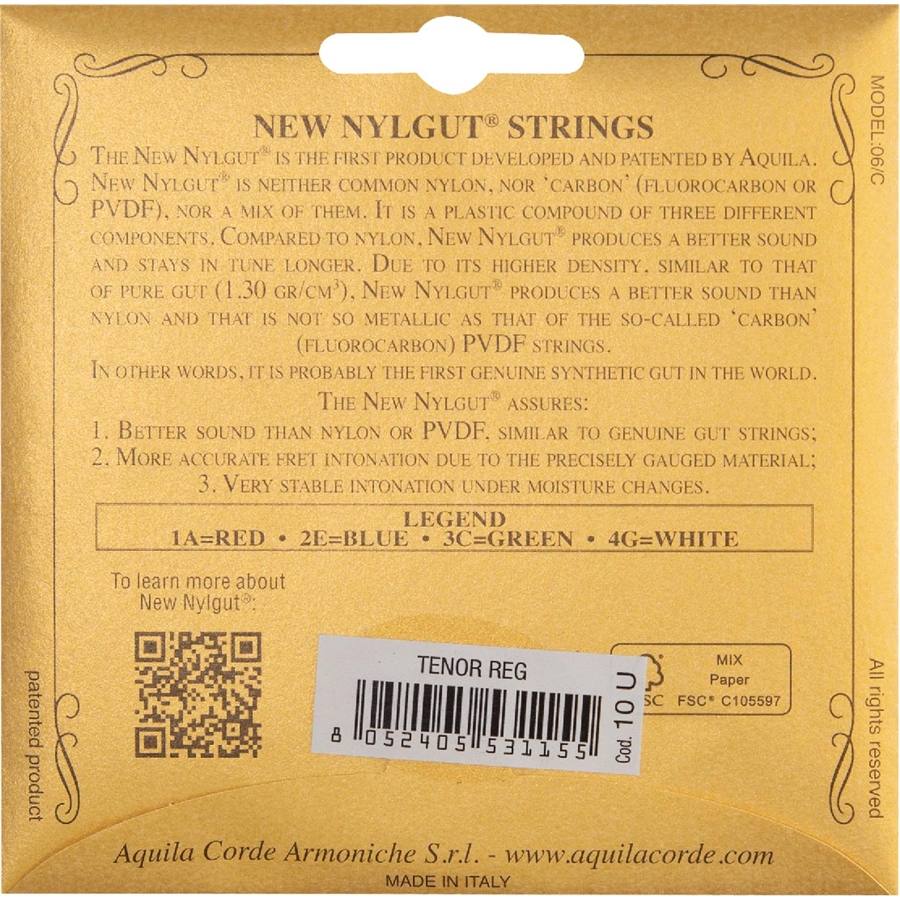 NEW NYLGUT® STRINGS
THE NEW NYLGUT® IS THE FIRST PRODUCT DEVELOPED AND PATENTED BY AQUILA.
NEW NYLGUT® IS NEITHER COMMON NYLON, NOR ‘CARBON’ (FLUOROCARBON OR
PVDF), NOR A MIX OF THEM. IT IS A PLASTIC COMPOUND OF THREE DIFFERENT
COMPONENTS. COMPARED TO NYLON, NEW NYLGUT® PRODUCES A BETTER SOUND
AND STAYS IN TUNE LONGER. DUE TO ITS HIGHER DENSITY, SIMILAR TO THAT
OF PURE GUT (1.30 GR/CM³), NEW NYLGUT® PRODUCES A BETTER SOUND THAN
NYLON AND THAT IS NOT SO METALLIC AS THAT OF THE SO-CALLED ‘CARBON’
(FLUOROCARBON) PVDF STRINGS.
IN OTHER WORDS, IT IS PROBABLY THE FIRST GENUINE SYNTHETIC GUT IN THE WORLD.
THE NEW NYLGUT® ASSURES:
1. BETTER SOUND THAN NYLON OR PVDF, SIMILAR TO GENUINE GUT STRINGS;
2. MORE ACCURATE FRET INTONATION DUE TO THE PRECISELY GAUGED MATERIAL;
3. VERY STABLE INTONATION UNDER MOISTURE CHANGES.
LEGEND
1A=RED • 2E=BLUE • 3C=GREEN • 4G=WHITE
MODEL:06/C
To learn more about
New Nylgut®:
TENOR REG
8 052405 531155
Cod. 10 U
SC
MIX
Paper
FSC® C105597
patented product
All rights reserved
Aquila Corde Armoniche S.r.l. - www.aquilacorde.com
MADE IN ITALY